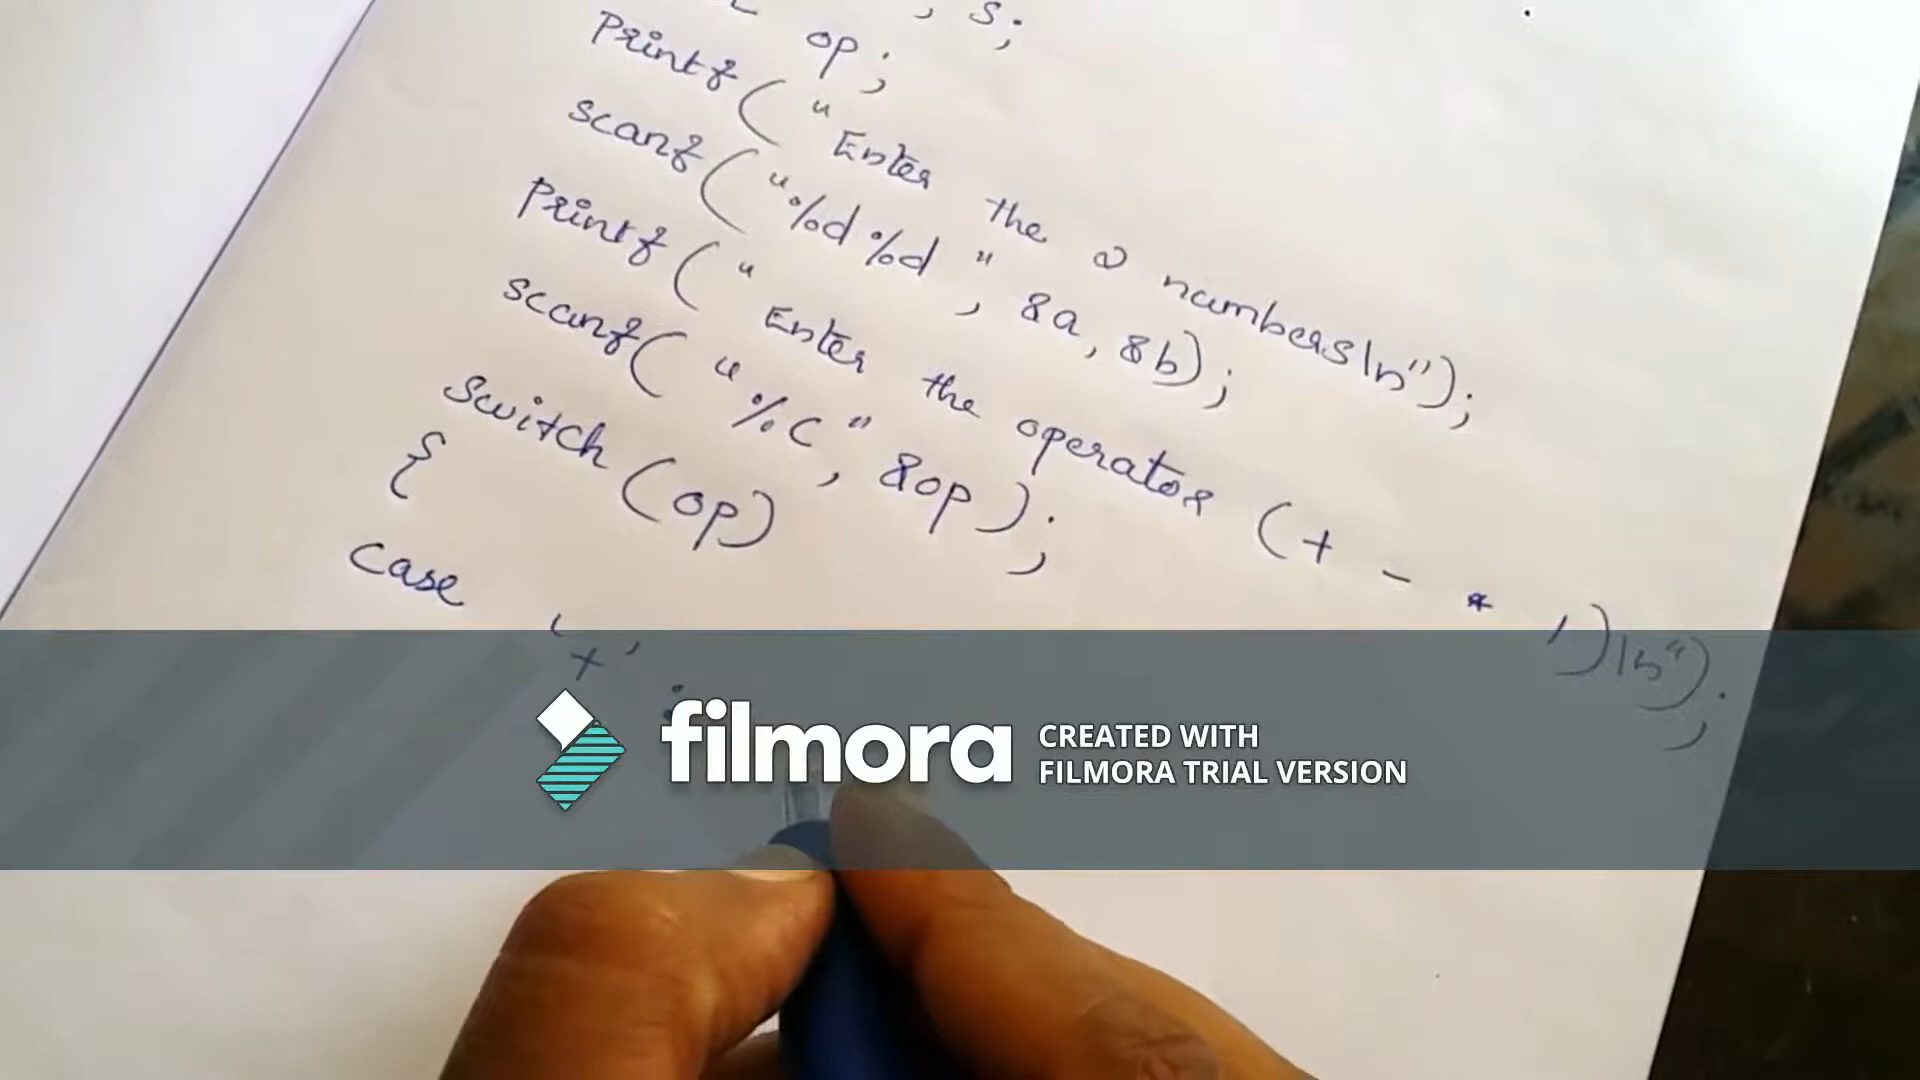 , s;
op;
printf("Enter the 2 numbers\n");
scanf("%d%d", &a, &b);
printf("Enter the operator (+ - * /)\n");
scanf("%c", &op);
switch (op)
{
case '+' :
filmora
CREATED WITH
FILMORA TRIAL VERSION